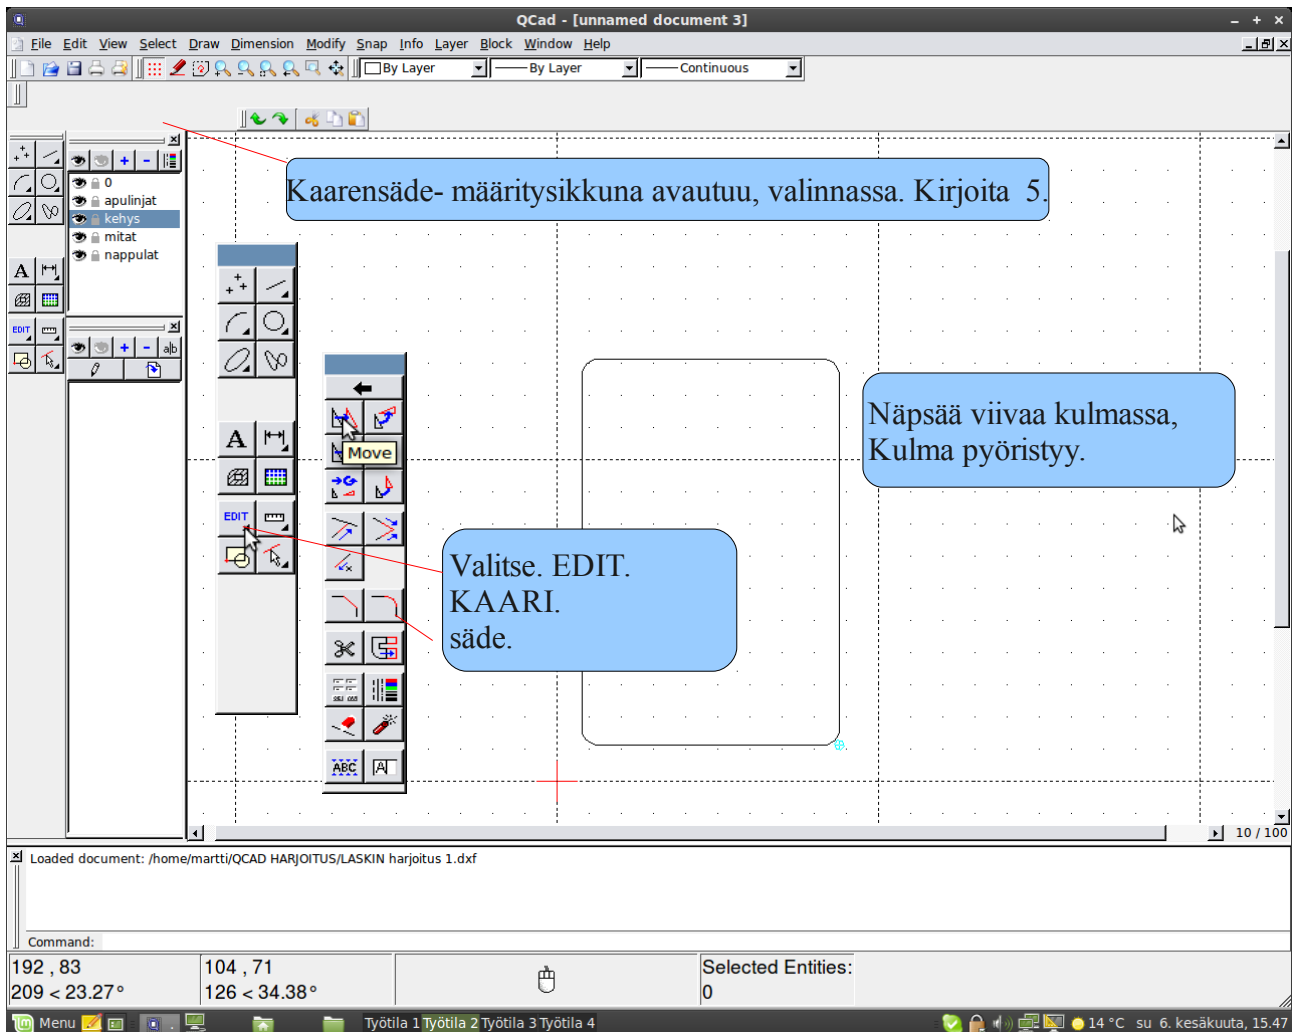 QCad - [unnamed document 3]
File Edit View Select Draw Dimension Modify Snap Info Layer Block Window Help
By Layer By Layer Continuous
Kaarensäde- määritysikkuna avautuu, valinnassa. Kirjoita 5.
0
apulinjat
kehys
mitat
nappulat
A
EDIT
a|b
A
EDIT
Move
ABC
A
Näpsää viivaa kulmassa,
Kulma pyöristyy.
Valitse. EDIT.
KAARI.
säde.
10 / 100
Loaded document: /home/martti/QCAD HARJOITUS/LASKIN harjoitus 1.dxf
Command:
192 , 83
209 < 23.27°
104 , 71
126 < 34.38°
Selected Entities:
0
Menu Työtila 1 Työtila 2 Työtila 3 Työtila 4 14 °C su 6. kesäkuuta, 15.47